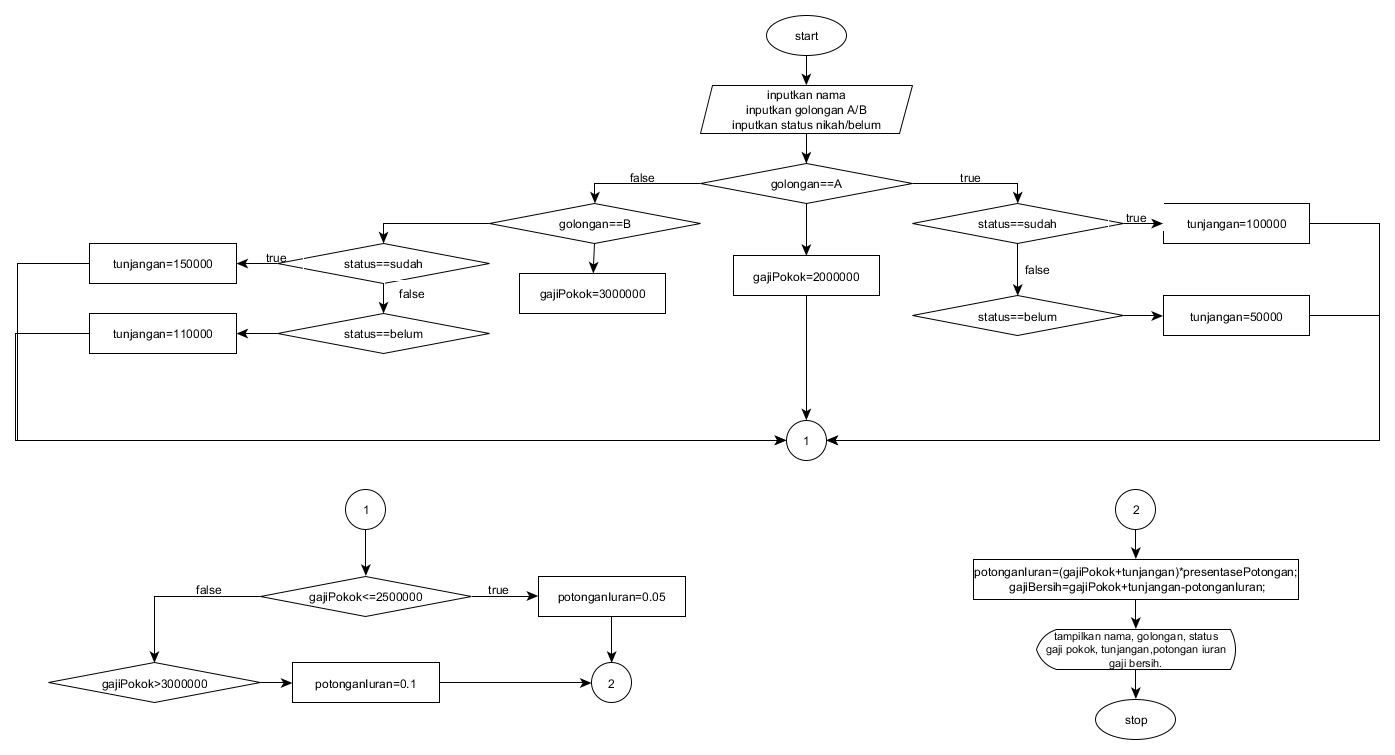 start
inputkan nama
inputkan golongan A/B
inputkan status nikah/belum
false
golongan==A
true
golongan==B
status==sudah
true
tunjangan=100000
tunjangan=150000
true
status==sudah
false
gajiPokok=3000000
gajiPokok=2000000
false
tunjangan=110000
status==belum
status==belum
tunjangan=50000
1
1
false
gajiPokok<=2500000
true
potonganIuran=0.05
gajiPokok>3000000
potonganIuran=0.1
2
2
potonganIuran=(gajiPokok+tunjangan)*presentasePotongan;
gajiBersih=gajiPokok+tunjangan-potonganIuran;
tampilkan nama, golongan, status
gaji pokok, tunjangan,potongan iuran
gaji bersih.
stop